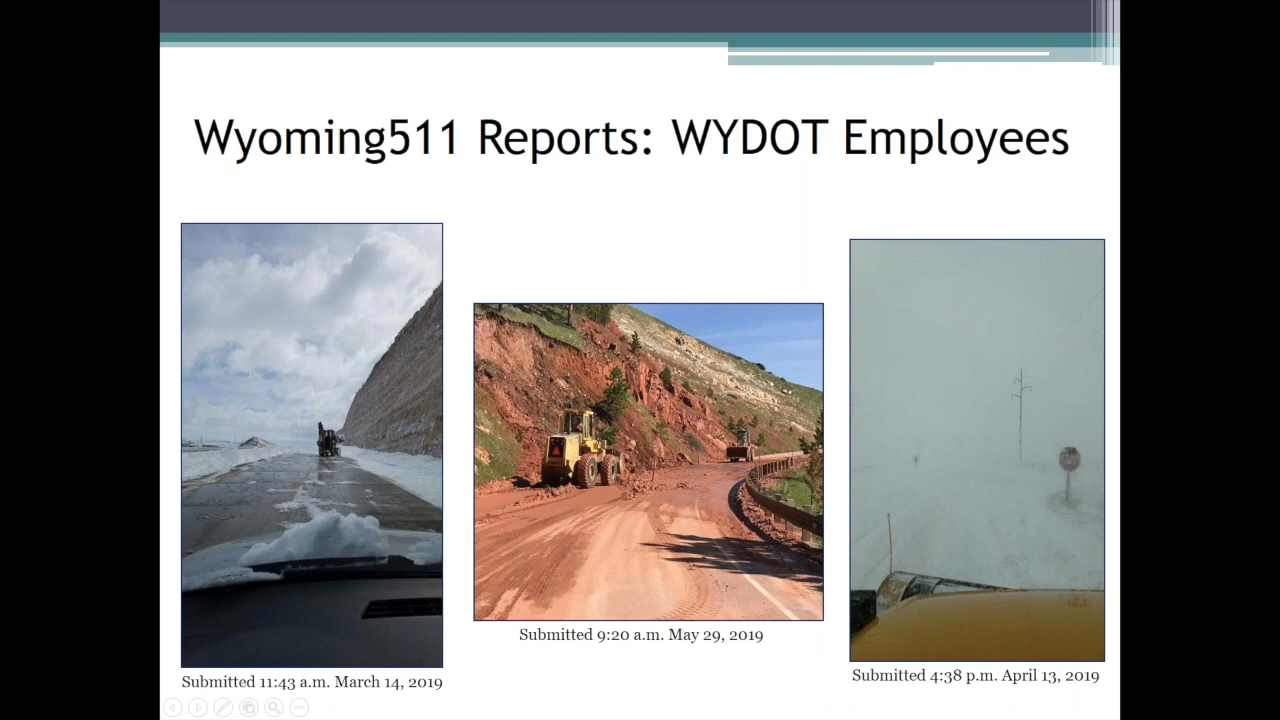 Wyoming511 Reports: WYDOT Employees
Submitted 11:43 a.m. March 14, 2019
Submitted 9:20 a.m. May 29, 2019
Submitted 4:38 p.m. April 13, 2019